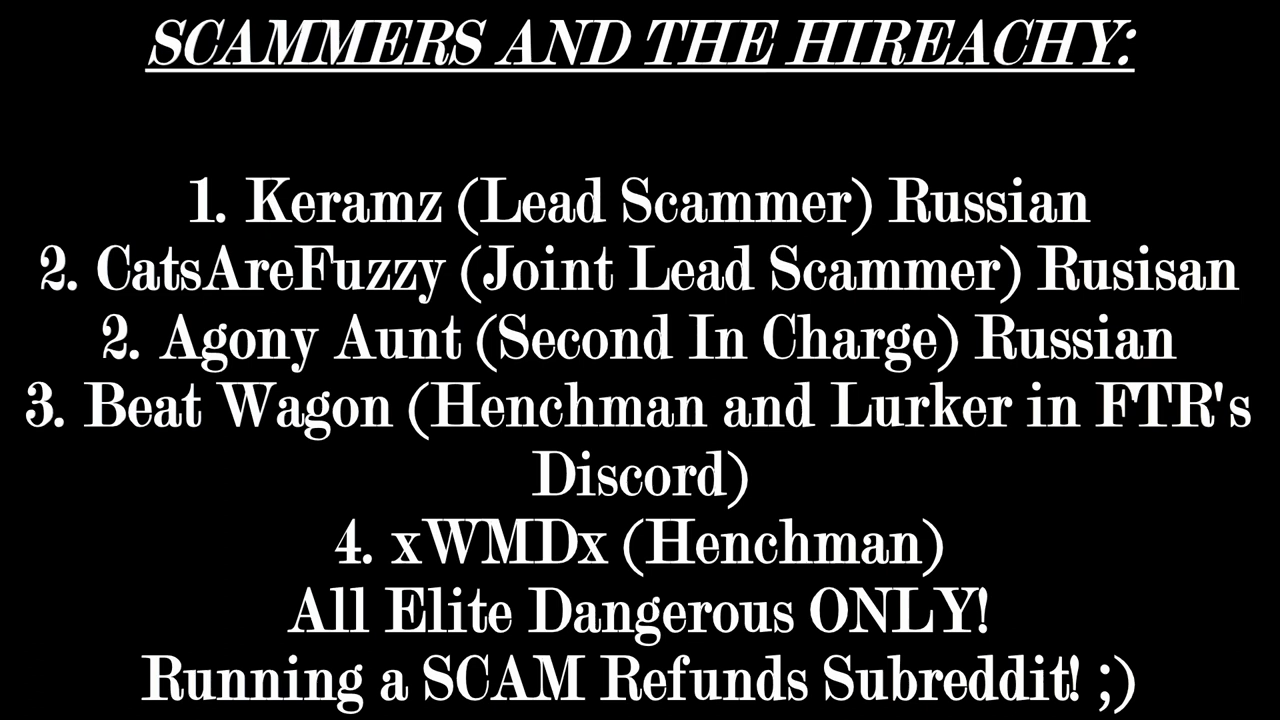 SCAMMERS AND THE HIREACHY:
1. Keramz (Lead Scammer) Russian
2. CatsAreFuzzy (Joint Lead Scammer) Rusisan
2. Agony Aunt (Second In Charge) Russian
3. Beat Wagon (Henchman and Lurker in FTR's
Discord)
4. xWMDx (Henchman)
All Elite Dangerous ONLY!
Running a SCAM Refunds Subreddit! ;)